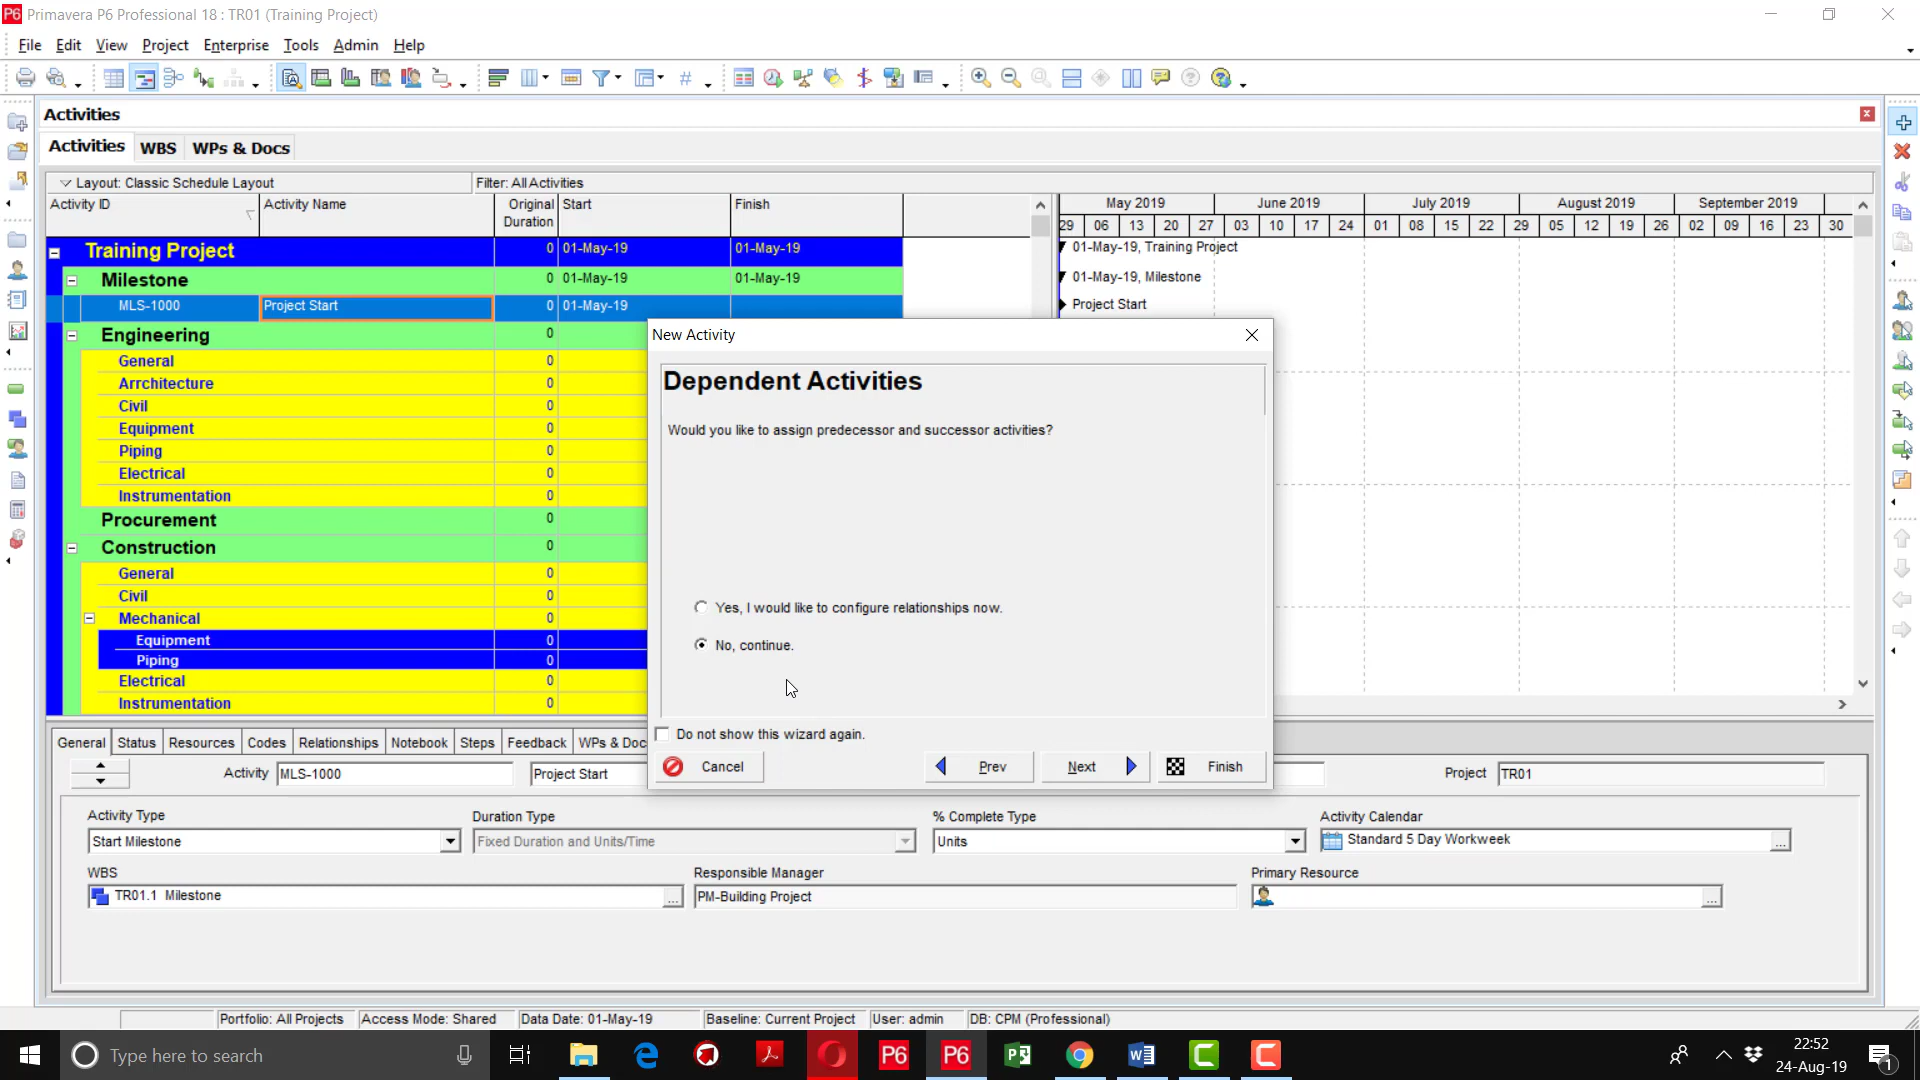 P6 Primavera P6 Professional 18 : TR01 (Training Project)
File Edit View Project Enterprise Tools Admin Help
Activities
Activities WBS WPs & Docs
Layout: Classic Schedule Layout Filter: All Activities
Activity ID Activity Name Original Duration Start Finish
May 2019 June 2019 July 2019 August 2019 September 2019
29 06 13 20 27 03 10 17 24 01 08 15 22 29 05 12 19 26 02 09 16 23 30
Training Project 0 01-May-19 01-May-19 01-May-19, Training Project
Milestone 0 01-May-19 01-May-19 01-May-19, Milestone
MLS-1000 Project Start 0 01-May-19 Project Start
Engineering 0
General 0
Arrchitecture 0
Civil 0
Equipment 0
Piping 0
Electrical 0
Instrumentation 0
Procurement 0
Construction 0
General 0
Civil 0
Mechanical 0
Equipment 0
Piping 0
Electrical 0
Instrumentation 0
New Activity
Dependent Activities
Would you like to assign predecessor and successor activities?
Yes, I would like to configure relationships now.
No, continue.
Do not show this wizard again.
Cancel Prev Next Finish
General Status Resources Codes Relationships Notebook Steps Feedback WPs & Doc
Activity MLS-1000 Project Start Project TR01
Activity Type Duration Type % Complete Type Activity Calendar
Start Milestone Fixed Duration and Units/Time Units Standard 5 Day Workweek
WBS Responsible Manager Primary Resource
TR01.1 Milestone PM-Building Project
Portfolio: All Projects Access Mode: Shared Data Date: 01-May-19 Baseline: Current Project User: admin DB: CPM (Professional)
Type here to search
P6 P6
22:52
24-Aug-19
1